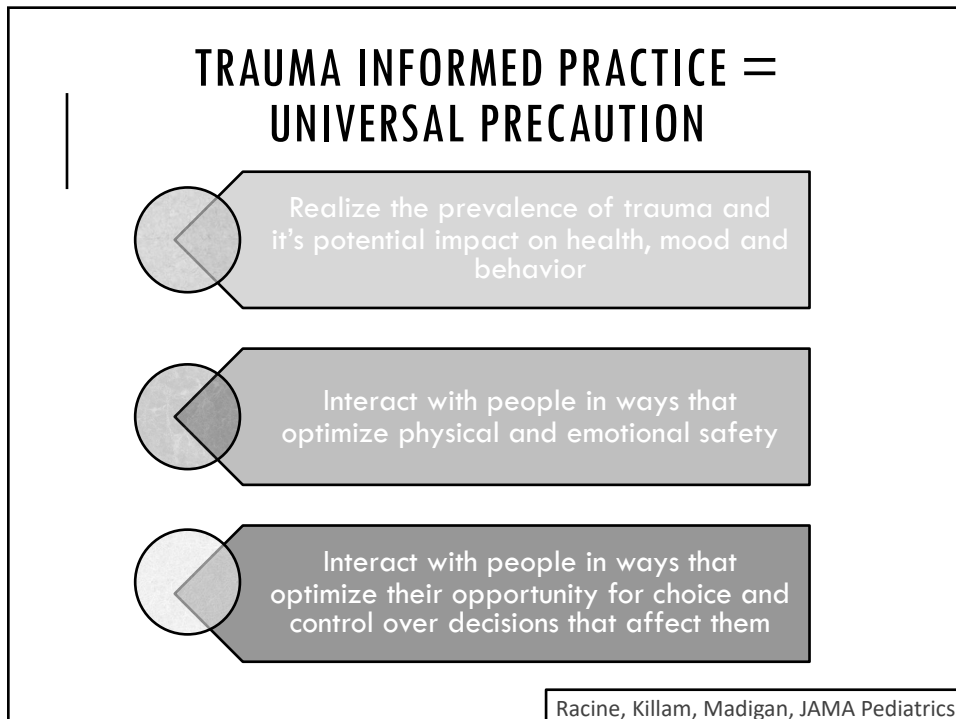 TRAUMA INFORMED PRACTICE =
UNIVERSAL PRECAUTION
Realize the prevalence of trauma and
it's potential impact on health, mood and
behavior
Interact with people in ways that
optimize physical and emotional safety
Interact with people in ways that
optimize their opportunity for choice and
control over decisions that affect them
Racine, Killam, Madigan, JAMA Pediatrics